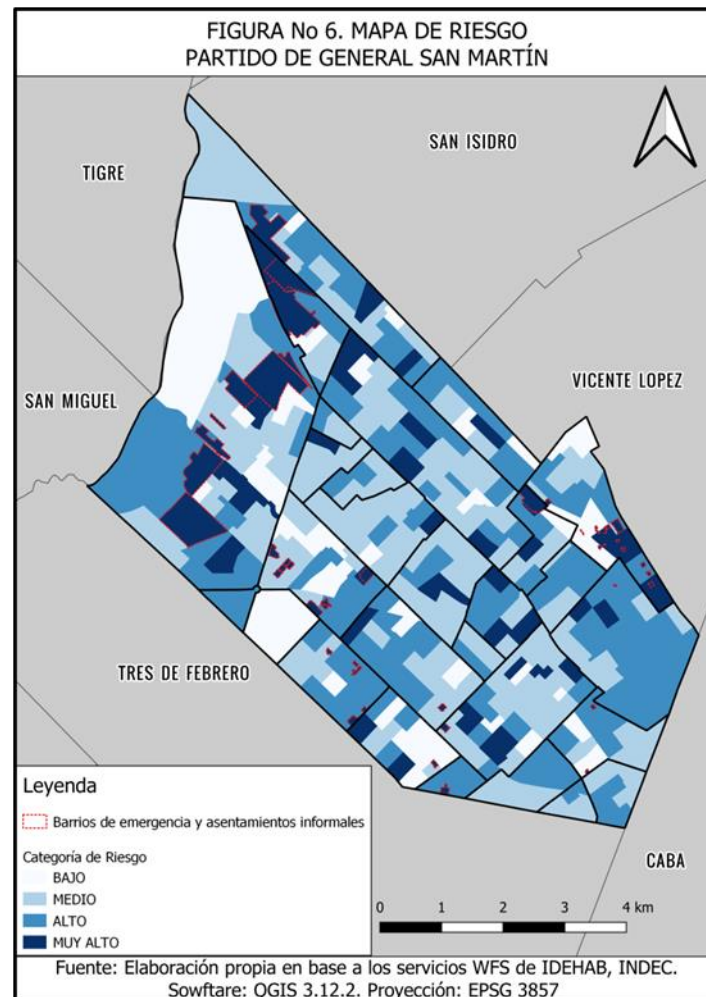 FIGURA No 6. MAPA DE RIESGO
PARTIDO DE GENERAL SAN MARTÍN
SAN ISIDRO
TIGRE
VICENTE LOPEZ
SAN MIGUEL
TRES DE FEBRERO
CABA
Leyenda
Barrios de emergencia y asentamientos informales
Categoría de Riesgo
BAJO
MEDIO
ALTO
MUY ALTO
0 1 2 3 4 km
Fuente: Elaboración propia en base a los servicios WFS de IDEHAB, INDEC.
Sowftare: QGIS 3.12.2. Proyección: EPSG 3857